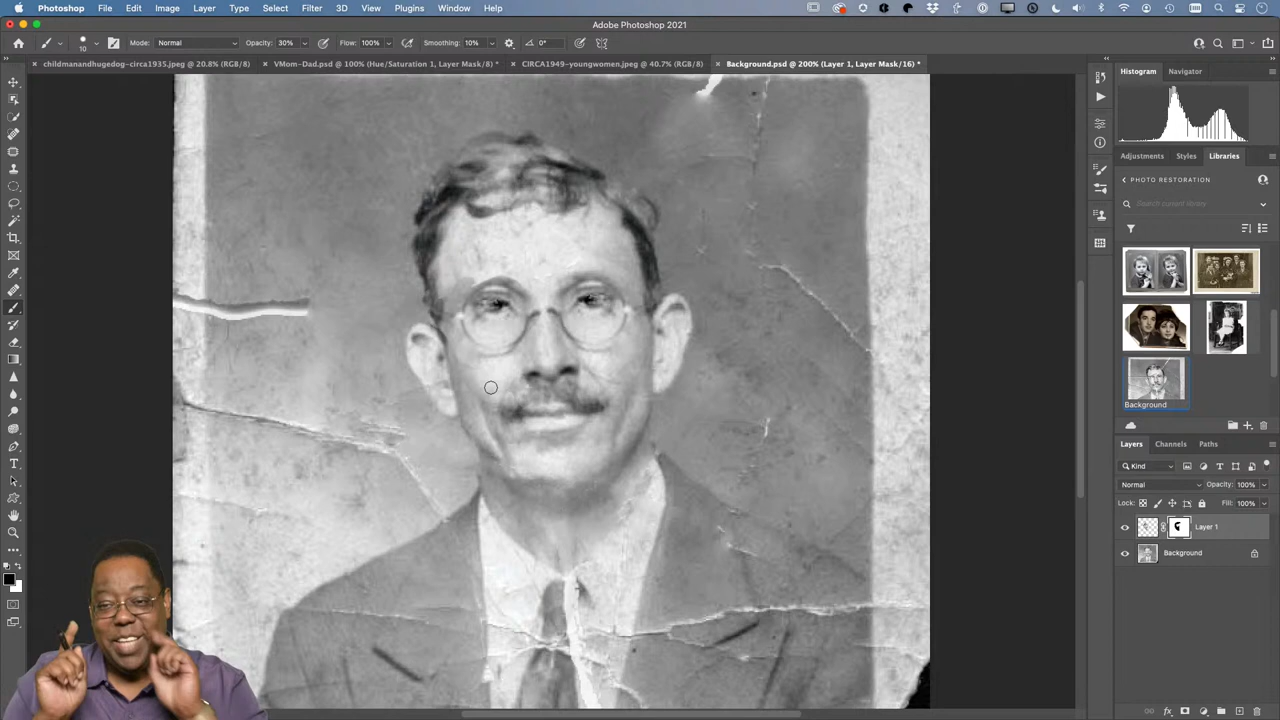 Photoshop File Edit Image Layer Type Select Filter 3D View Plugins Window Help
Adobe Photoshop 2021
10 Mode: Normal Opacity: 30% Flow: 100% Smoothing: 10% 0°
childmanandhugedog-circa1935.jpeg @ 20.8% (RGB/8) VMom-Dad.psd @ 100% (Hue/Saturation 1, Layer Mask/8) * CIRCA1949-youngwomen.jpeg @ 40.7% (RGB/8) Background.psd @ 200% (Layer 1, Layer Mask/16) *
Histogram Navigator
Adjustments Styles Libraries
PHOTO RESTORATION
Search current library
Background
Layers Channels Paths
Kind
Normal Opacity: 100%
Lock: Fill: 100%
Layer 1
Background
fx